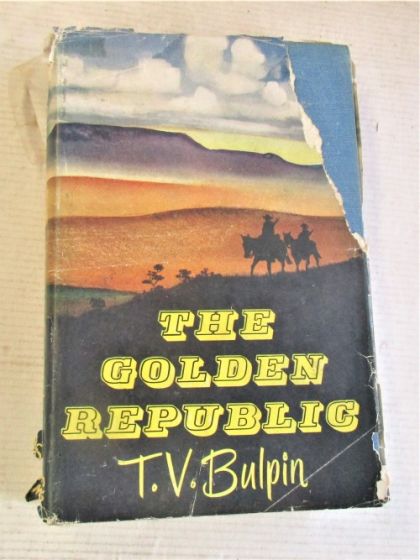 THE
GOLDEN
REPUBLIC
T.V. Bulpin